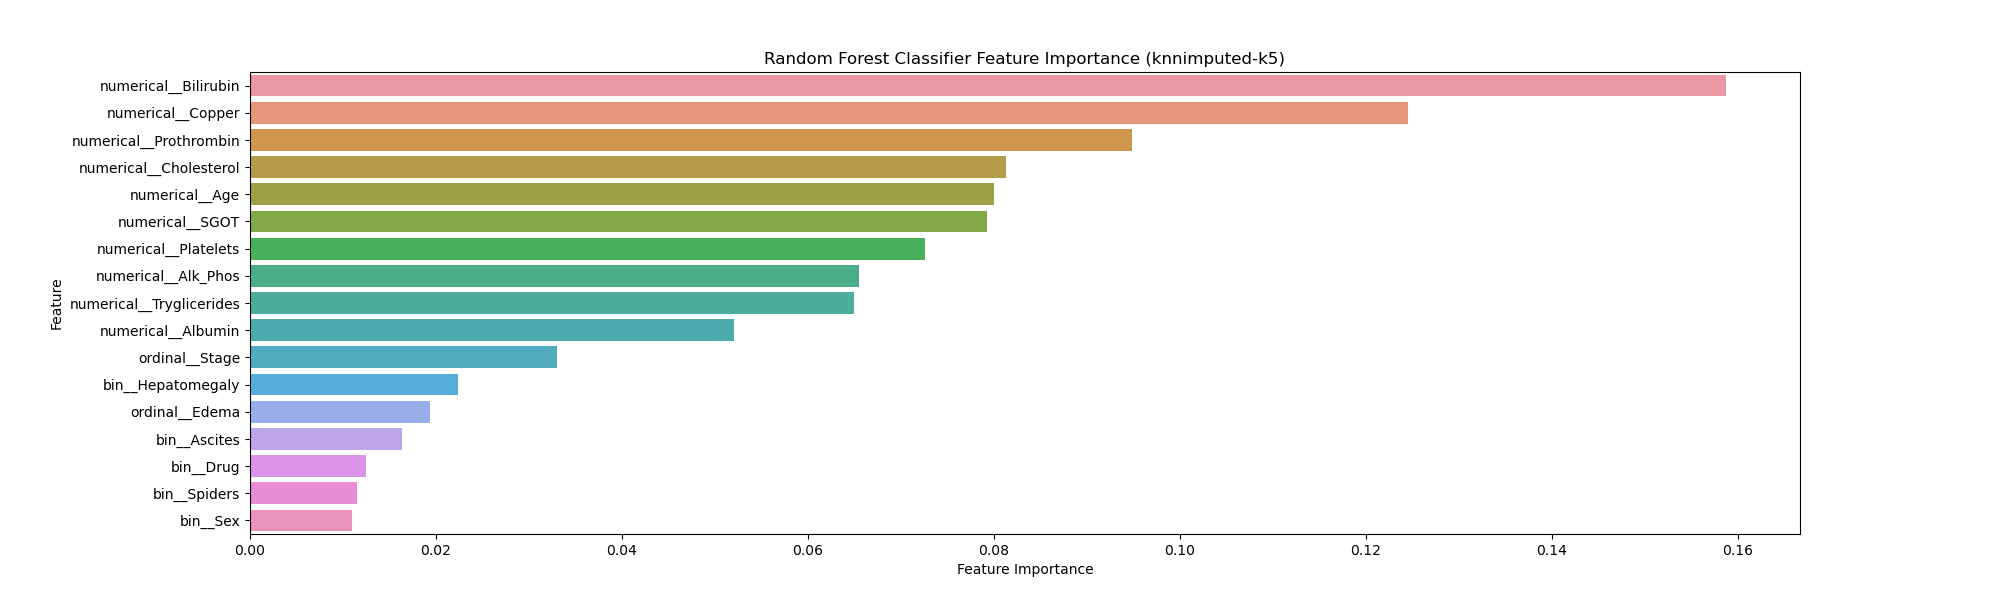 Random Forest Classifier Feature Importance (knnimputed-k5)
Feature
numerical__Bilirubin
numerical__Copper
numerical__Prothrombin
numerical__Cholesterol
numerical__Age
numerical__SGOT
numerical__Platelets
numerical__Alk_Phos
numerical__Tryglicerides
numerical__Albumin
ordinal__Stage
bin__Hepatomegaly
ordinal__Edema
bin__Ascites
bin__Drug
bin__Spiders
bin__Sex
0.00 0.02 0.04 0.06 0.08 0.10 0.12 0.14 0.16
Feature Importance